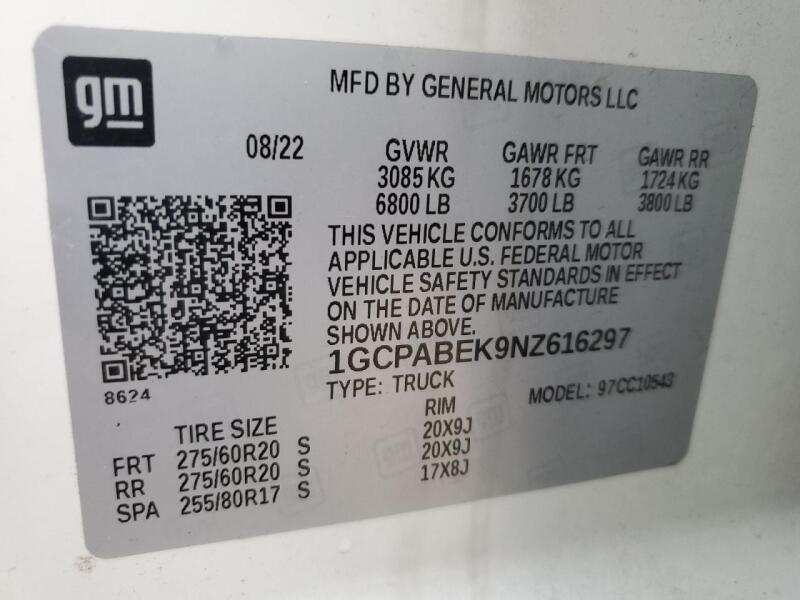 gm
MFD BY GENERAL MOTORS LLC
08/22 GVWR GAWR FRT GAWR RR
3085 KG 1678 KG 1724 KG
6800 LB 3700 LB 3800 LB
THIS VEHICLE CONFORMS TO ALL
APPLICABLE U.S. FEDERAL MOTOR
VEHICLE SAFETY STANDARDS IN EFFECT
ON THE DATE OF MANUFACTURE
SHOWN ABOVE.
1GCPABEK9NZ616297
8624
TYPE: TRUCK MODEL: 97CC10543
TIRE SIZE RIM
FRT 275/60R20 S 20X9J
RR 275/60R20 S 20X9J
SPA 255/80R17 S 17X8J